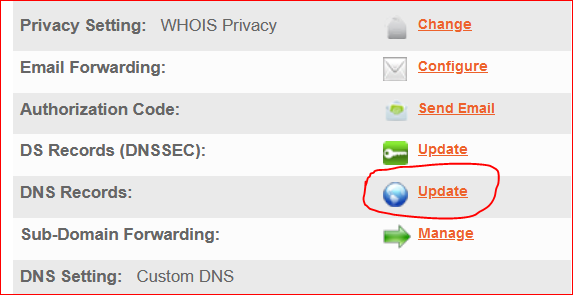 Privacy Setting: WHOIS Privacy Change
Email Forwarding: Configure
Authorization Code: Send Email
DS Records (DNSSEC): Update
DNS Records: Update
Sub-Domain Forwarding: Manage
DNS Setting: Custom DNS